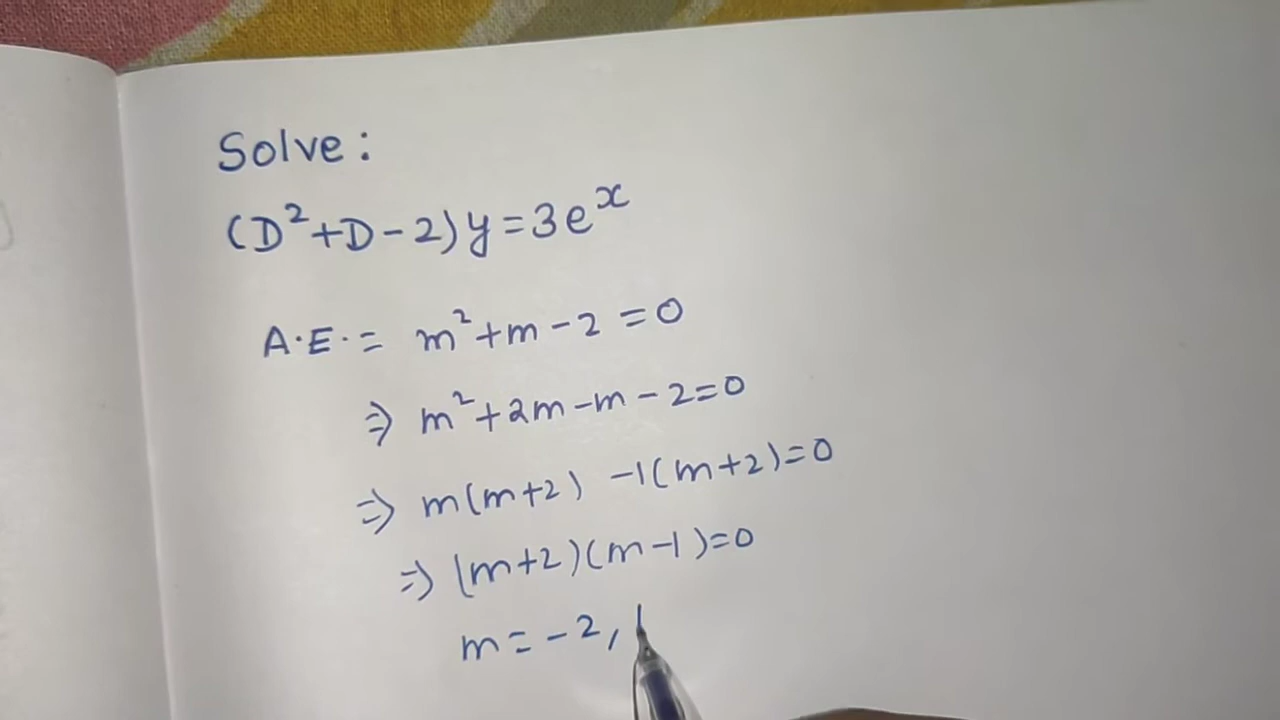 Solve :
(D²+D-2)y=3eˣ
A.E. = m²+m-2=0
⇒ m²+2m-m-2=0
⇒ m(m+2) -1(m+2)=0
⇒ (m+2)(m-1)=0
m=-2, 1